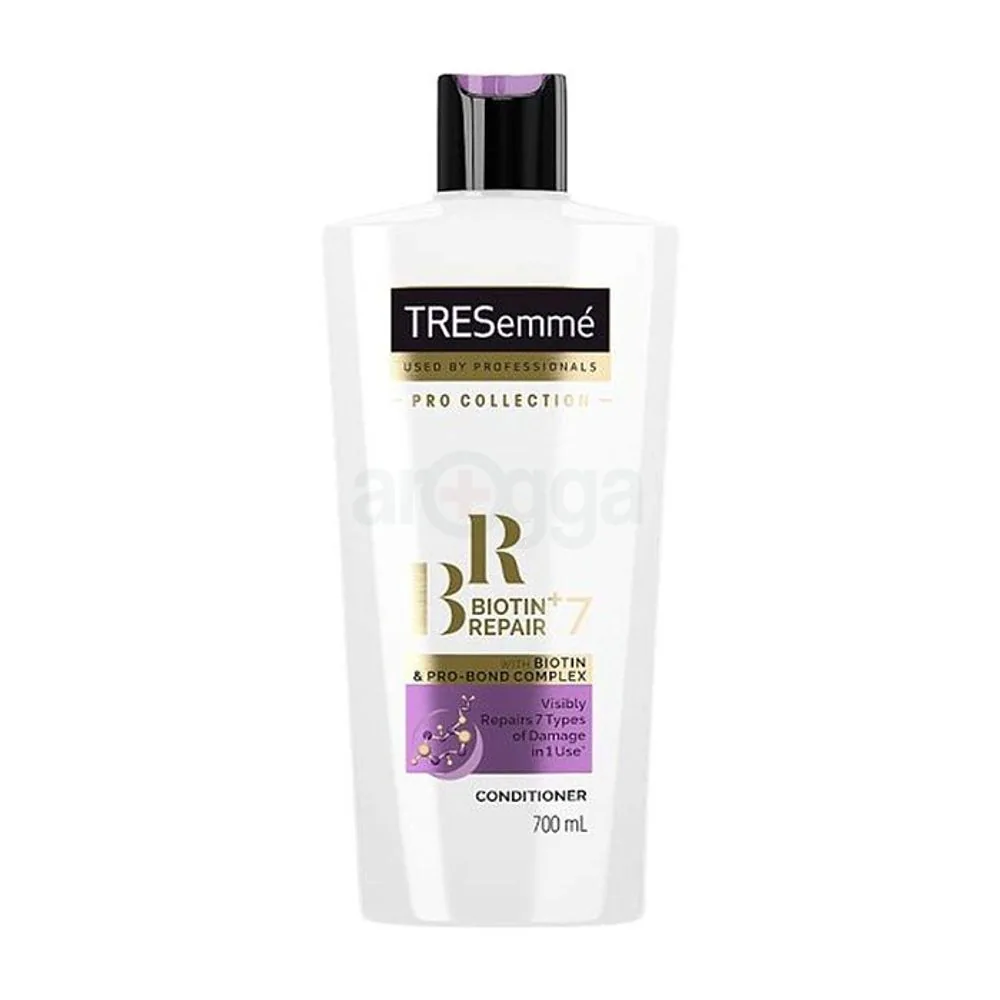 TRESemmé
USED BY PROFESSIONALS
PRO COLLECTION
arogga
BR
BIOTIN+7
REPAIR
WITH BIOTIN
& PRO-BOND COMPLEX
Visibly
Repairs 7 Types
of Damage
in 1 Use*
CONDITIONER
700 mL